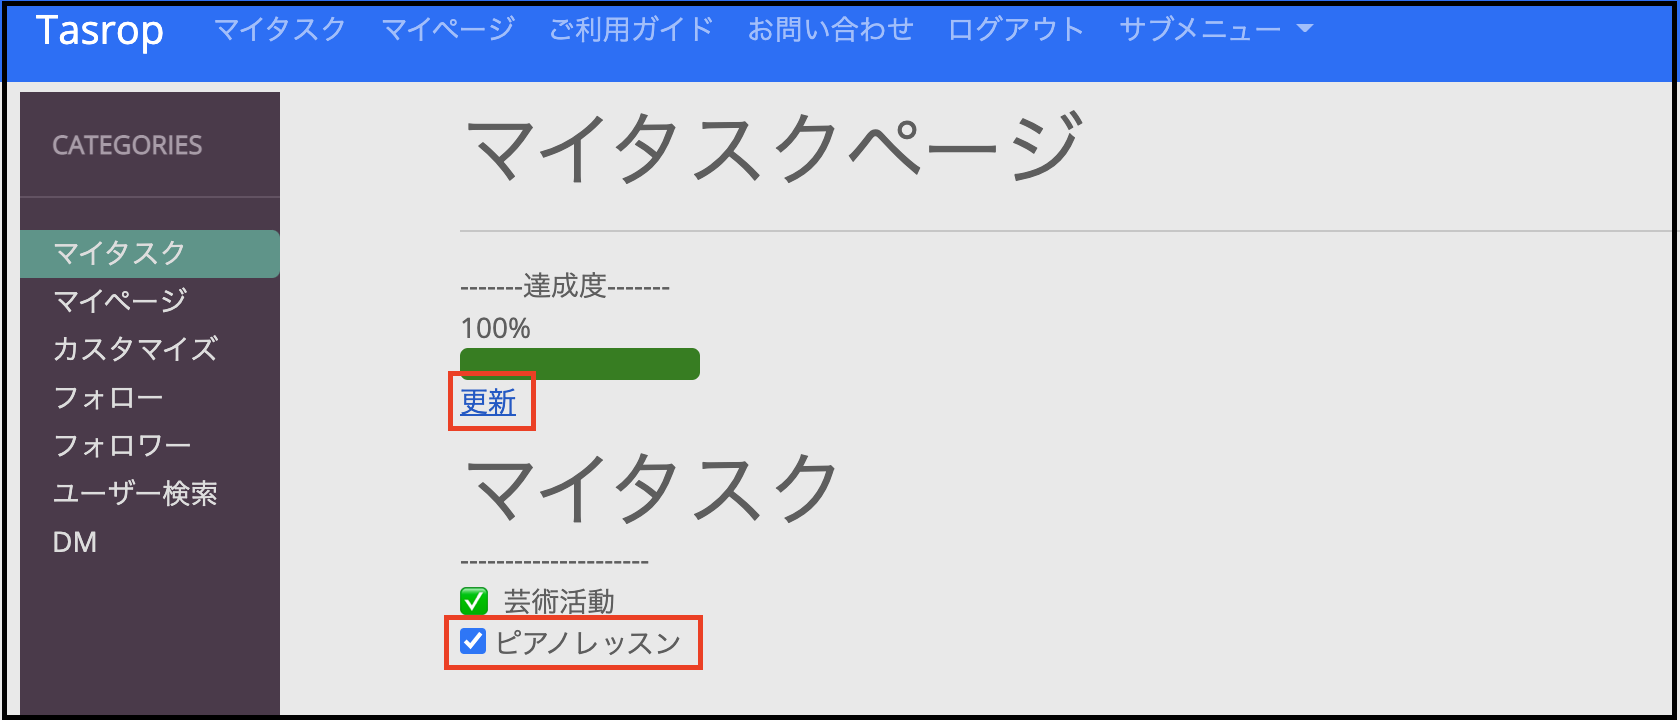 Tasrop マイタスク マイページ ご利用ガイド お問い合わせ ログアウト サブメニュー
CATEGORIES
マイタスク
マイページ
カスタマイズ
フォロー
フォロワー
ユーザー検索
DM
マイタスクページ
-------達成度-------
100%
更新
マイタスク
---------------------
芸術活動
ピアノレッスン